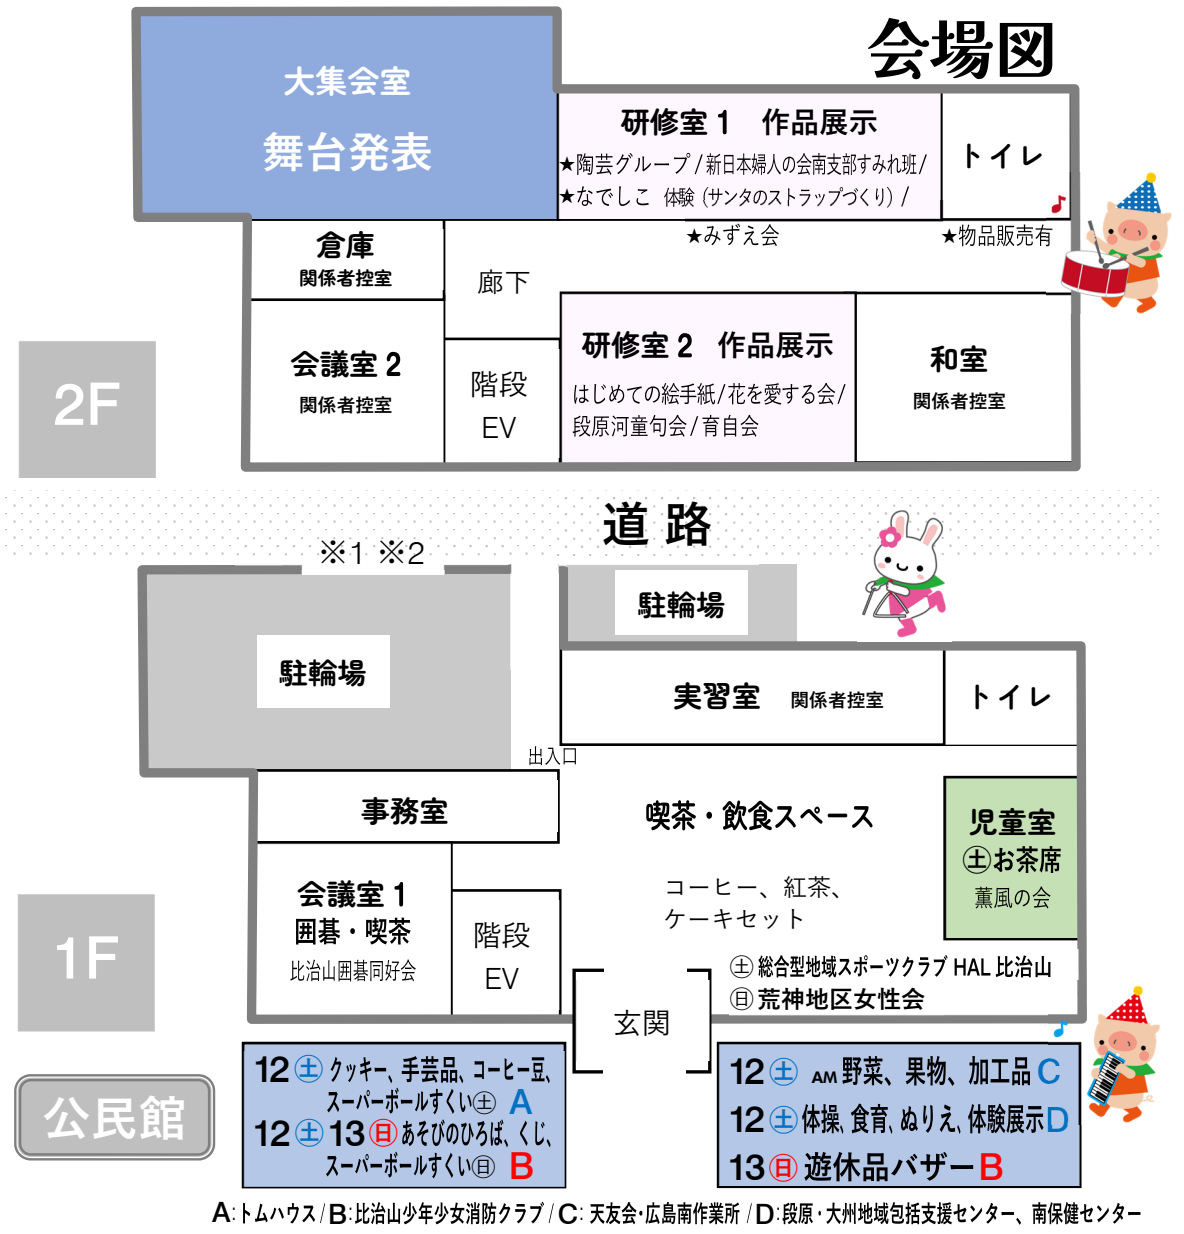 会場図
大集会室
舞台発表
研修室1 作品展示
★陶芸グループ/新日本婦人の会南支部すみれ班/
★なでしこ 体験(サンタのストラップづくり)/
★みずえ会
トイレ
★物品販売有
倉庫
関係者控室
廊下
会議室2
関係者控室
階段
EV
研修室2 作品展示
はじめての絵手紙/花を愛する会/
段原河童句会/育自会
和室
関係者控室
2F
道路
※1 ※2
駐輪場
駐輪場
実習室 関係者控室
トイレ
出入口
事務室
喫茶・飲食スペース
コーヒー、紅茶、
ケーキセット
児童室
㊏お茶席
薫風の会
会議室1
囲碁・喫茶
比治山囲碁同好会
階段
EV
㊏総合型地域スポーツクラブHAL比治山
㊐荒神地区女性会
玄関
1F
公民館
12㊏クッキー、手芸品、コーヒー豆、
スーパーボールすくい㊏ A
12㊏13㊐あそびのひろば、くじ、
スーパーボールすくい㊐ B
12㊏AM野菜、果物、加工品C
12㊏体操、食育、ぬりえ、体験展示D
13㊐遊休品バザーB
A:トムハウス/B:比治山少年少女消防クラブ/C:天友会・広島南作業所/D:段原・大州地域包括支援センター、南保健センター